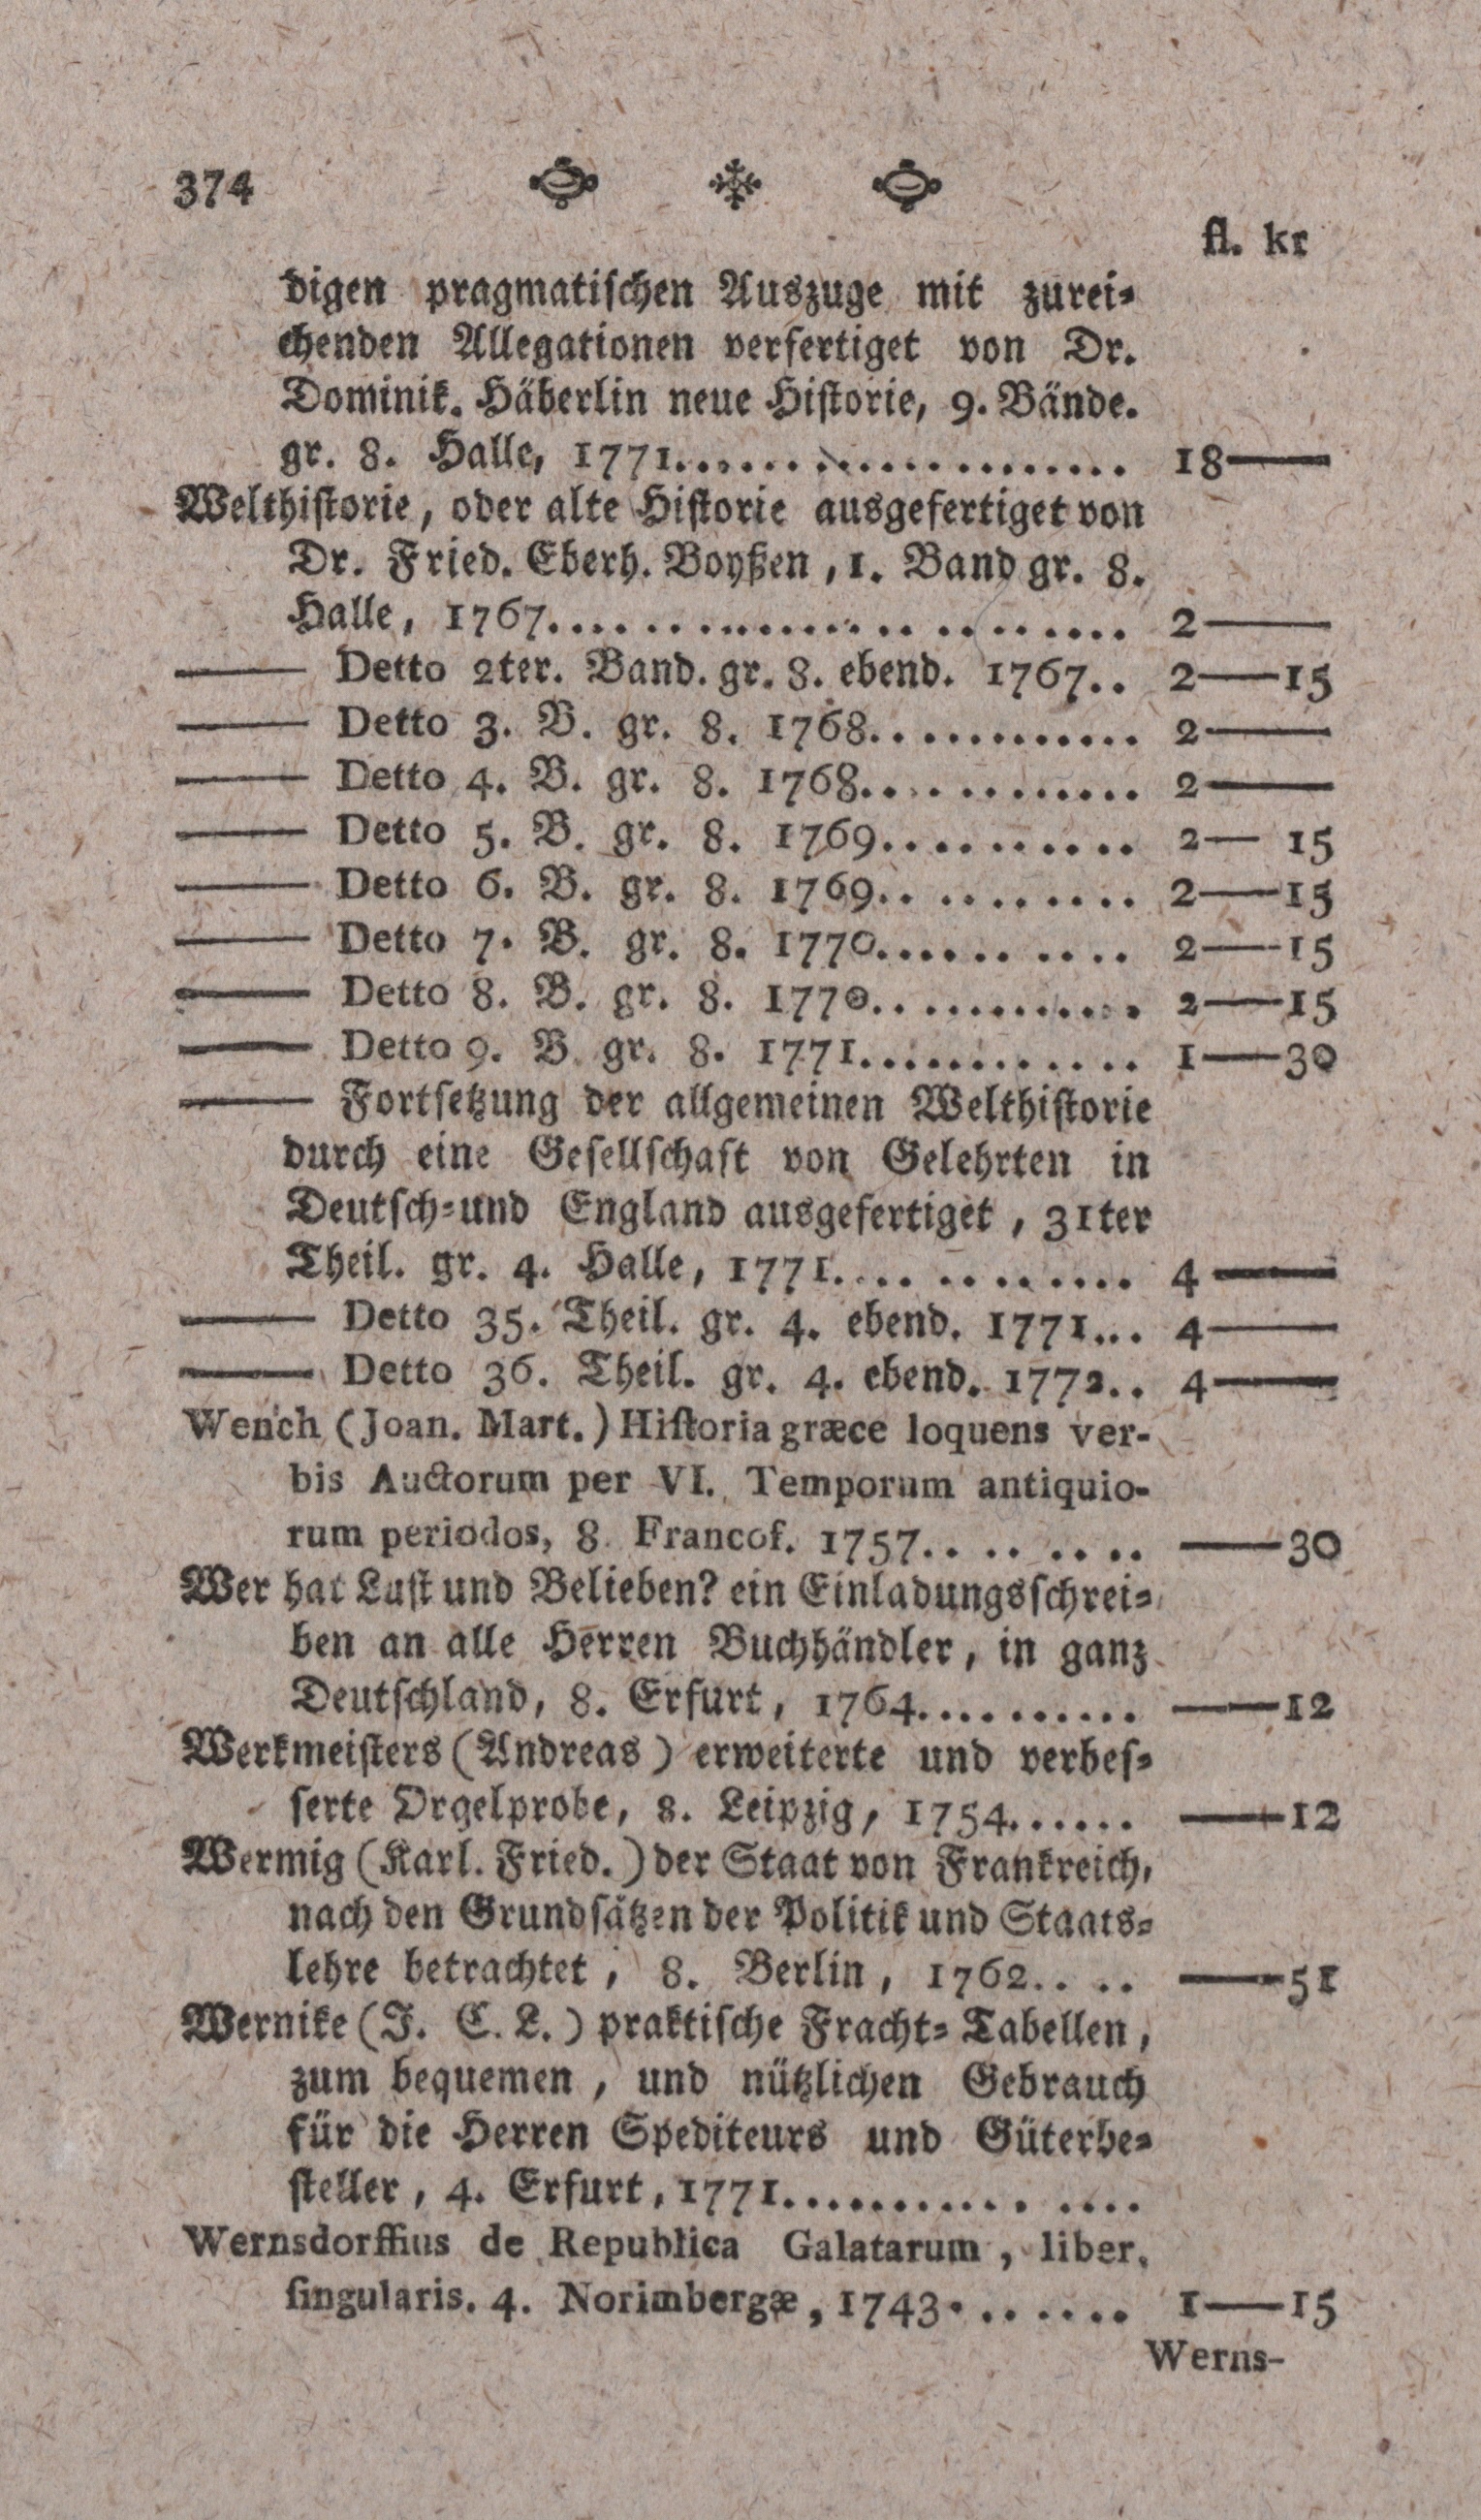 374
fl. kr
digen pragmatischen Auszuge mit zurei-
chenden Allegationen verfertiget von Dr.
Dominik. Häberlin neue Historie, 9. Bände.
gr. 8. Halle, 1771.................... 18——
Welthistorie, oder alte Historie ausgefertiget von
Dr. Fried. Eberh. Boyßen, 1. Band gr. 8.
Halle, 1767......................... 2——
—— Detto 2ter. Band. gr. 8. ebend. 1767.. 2——15
—— Detto 3. B. gr. 8. 1768............ 2——
—— Detto 4. B. gr. 8. 1768............ 2——
—— Detto 5. B. gr. 8. 1769.......... 2— 15
—— Detto 6. B. gr. 8. 1769.......... 2——15
—— Detto 7. B. gr. 8. 1770.......... 2——15
—— Detto 8. B. gr. 8. 1770............ 2——15
—— Detto 9. B. gr. 8. 1771............ 1——30
—— Fortsetzung der allgemeinen Welthistorie
durch eine Gesellschaft von Gelehrten in
Deutsch-und England ausgefertiget, 31ter
Theil. gr. 4. Halle, 1771............ 4——
—— Detto 35. Theil. gr. 4. ebend. 1771... 4——
—— Detto 36. Theil. gr. 4. ebend. 1772.. 4——
Wench (Joan. Mart.) Historia græce loquens ver-
bis Auctorum per VI. Temporum antiquio-
rum periodos, 8. Francof. 1757........ ——30
Wer hat Lust und Belieben? ein Einladungsschrei-
ben an alle Herren Buchhändler, in ganz
Deutschland, 8. Erfurt, 1764.......... ——12
Werkmeisters (Andreas) erweiterte und verbes-
serte Orgelprobe, 8. Leipzig, 1754...... ——12
Wermig (Karl. Fried.) der Staat von Frankreich,
nach den Grundsätzen der Politik und Staats-
lehre betrachtet, 8. Berlin, 1762.... ——51
Wernike (J. C. L.) praktische Fracht-Tabellen,
zum bequemen, und nützlichen Gebrauch
für die Herren Spediteurs und Güterbe-
steller, 4. Erfurt, 1771...............
Wernsdorffius de Republica Galatarum, liber.
singularis. 4. Norimbergæ, 1743....... 1——15
Werns-